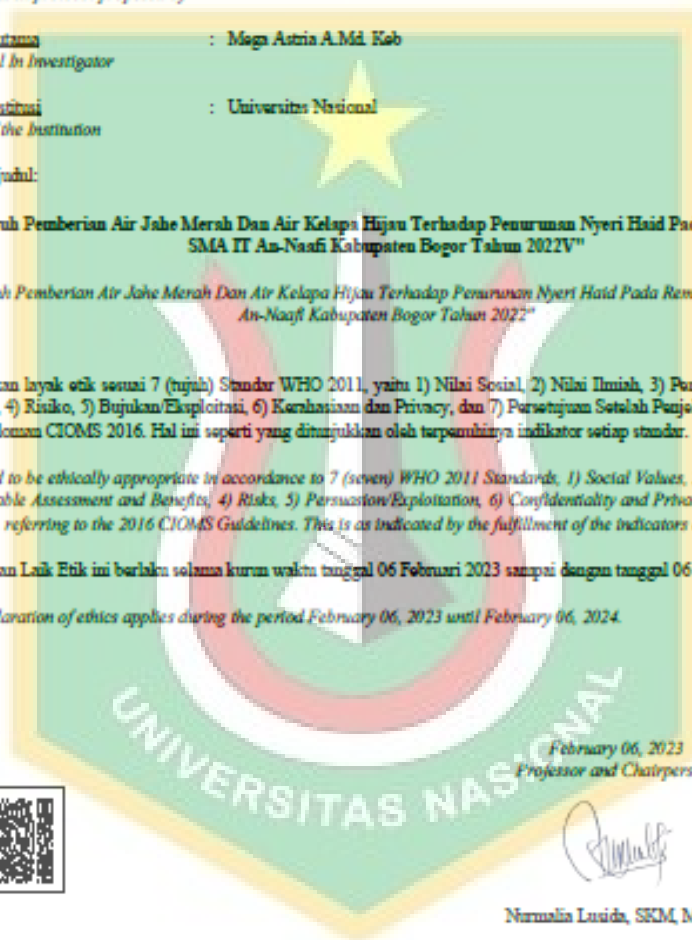 utama : Mega Astria A.Md. Keb
l In Investigator
stitusi : Universitas Nasional
the Institution
judul:
uh Pemberian Air Jahe Merah Dan Air Kelapa Hijau Terhadap Penurunan Nyeri Haid Pa
SMA IT An-Naafi Kabupaten Bogor Tahun 2022V"
h Pemberian Air Jahe Merah Dan Air Kelapa Hijau Terhadap Penurunan Nyeri Haid Pada Rem
An-Naafi Kabupaten Bogor Tahun 2022"
kan layak etik sesuai 7 (tujuh) Standar WHO 2011, yaitu 1) Nilai Sosial, 2) Nilai Ilmiah, 3) Pe
, 4) Risiko, 5) Bujukan/Eksploitasi, 6) Kerahasiaan dan Privacy, dan 7) Persetujuan Setelah Penje
doman CIOMS 2016. Hal ini seperti yang ditunjukkan oleh terpenuhinya indikator setiap standar.
d to be ethically appropriate in accordance to 7 (seven) WHO 2011 Standards, 1) Social Values,
able Assessment and Benefits, 4) Risks, 5) Persuasion/Exploitation, 6) Confidentiality and Priva
referring to the 2016 CIOMS Guidelines. This is as indicated by the fulfillment of the indicators
an Laik Etik ini berlaku selama kurun waktu tanggal 06 Februari 2023 sampai dengan tanggal 06
laration of ethics applies during the period February 06, 2023 until February 06, 2024.
UNIVERSITAS NASIONAL
February 06, 2023
Professor and Chairpers
Nurmalia Lusida, SKM, M